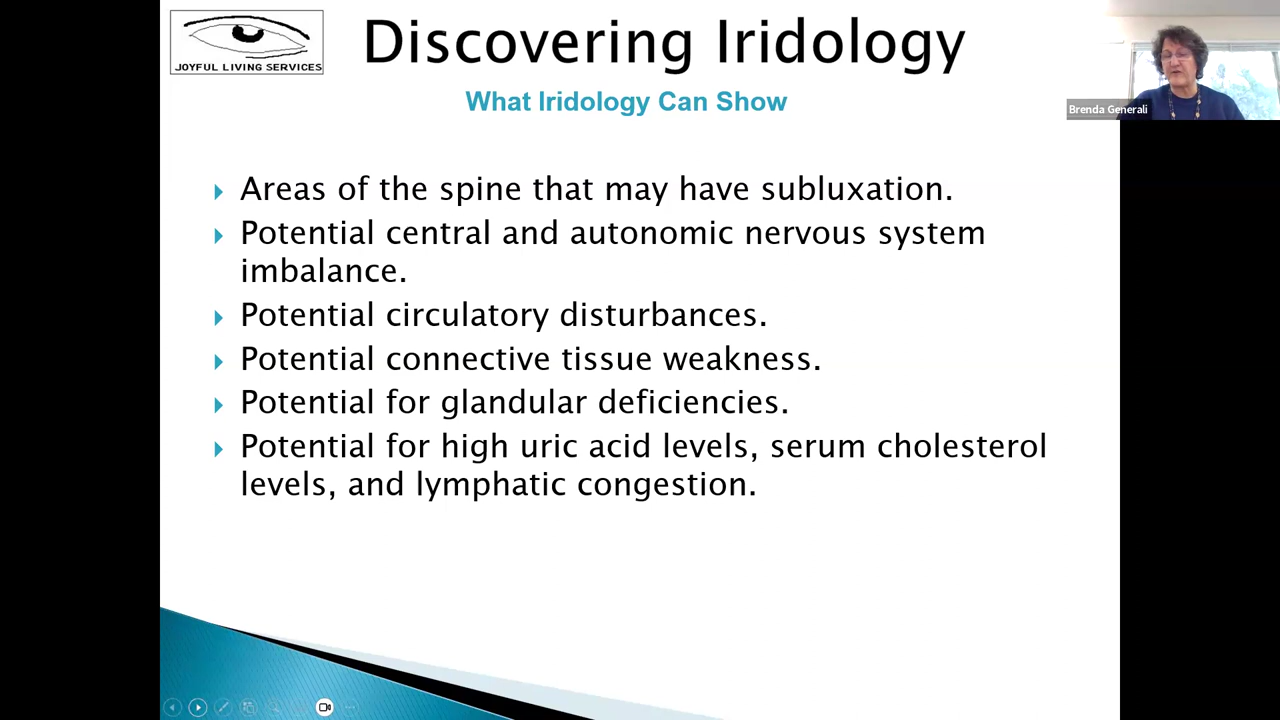 JOYFUL LIVING SERVICES
Discovering Iridology
What Iridology Can Show
Brenda Generali
Areas of the spine that may have subluxation.
Potential central and autonomic nervous system
imbalance.
Potential circulatory disturbances.
Potential connective tissue weakness.
Potential for glandular deficiencies.
Potential for high uric acid levels, serum cholesterol
levels, and lymphatic congestion.